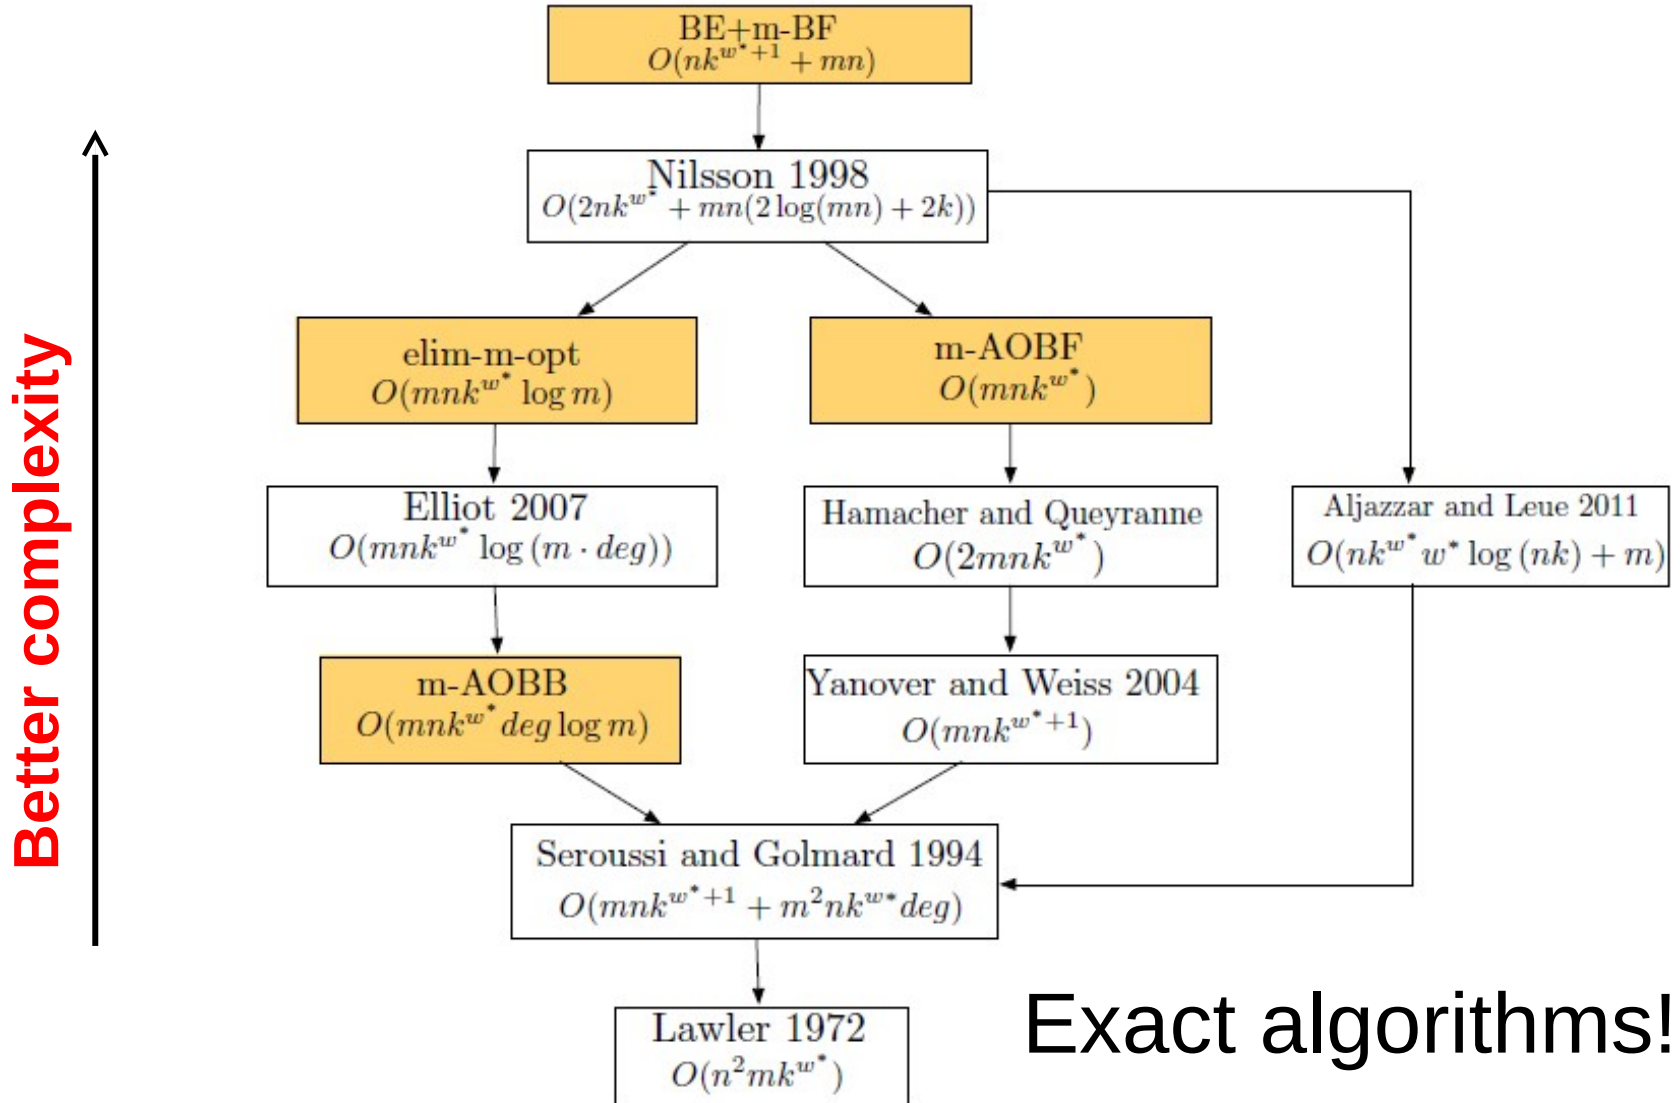 BE+m-BF
O(nk^{w^*+1} + mn)
Nilsson 1998
O(2nk^{w^*} + mn(2 log(mn) + 2k))
elim-m-opt
O(mnk^{w^*} log m)
m-AOBF
O(mnk^{w^*})
Elliot 2007
O(mnk^{w^*} log (m · deg))
Hamacher and Queyranne
O(2mnk^{w^*})
Aljazzar and Leue 2011
O(nk^{w^*} w^* log (nk) + m)
m-AOBB
O(mnk^{w^*} deg log m)
Yanover and Weiss 2004
O(mnk^{w^*+1})
Seroussi and Golmard 1994
O(mnk^{w^*+1} + m^2nk^{w*}deg)
Lawler 1972
O(n^2mk^{w^*})
Better complexity
Exact algorithms!